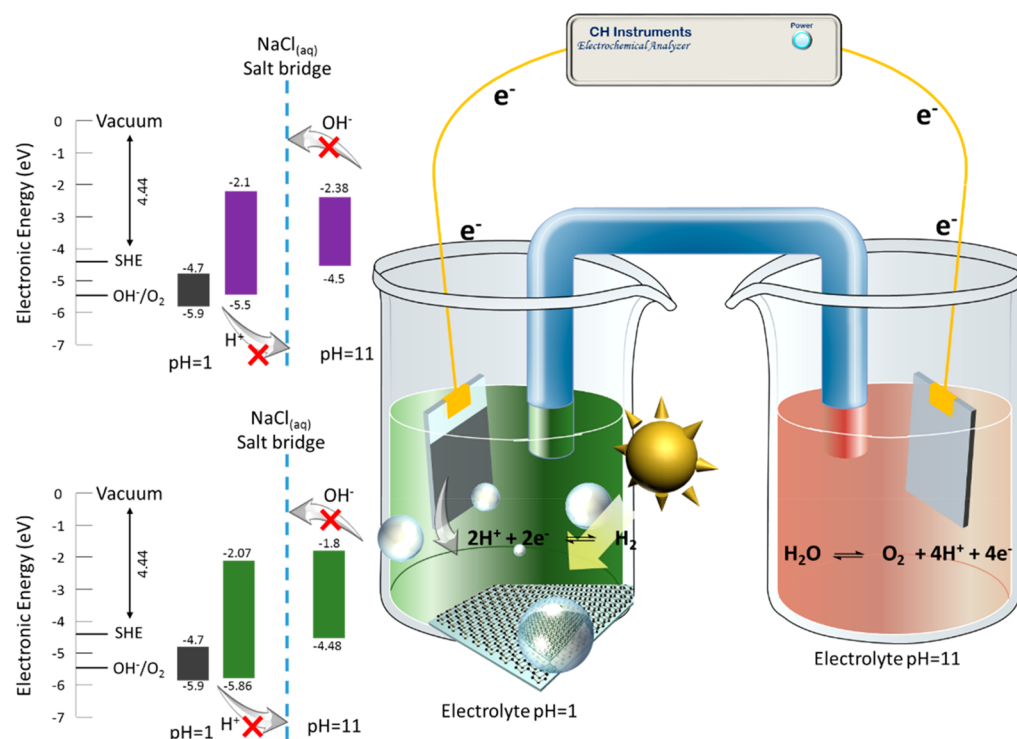 NaCl(aq)
Salt bridge
Electronic Energy (eV)
0
-1
-2
-3
-4
-5
-6
-7
Vacuum
4.44
SHE
OH⁻/O₂
OH⁻
-2.1
-2.38
-4.7
-5.9
-5.5
-4.5
H⁺
pH=1
pH=11
NaCl(aq)
Salt bridge
Electronic Energy (eV)
0
-1
-2
-3
-4
-5
-6
-7
Vacuum
4.44
SHE
OH⁻/O₂
OH⁻
-2.07
-1.8
-4.7
-5.9
-5.86
-4.48
H⁺
pH=1
pH=11
CH Instruments
Electrochemical Analyzer
Power
e⁻
e⁻
e⁻
e⁻
2H⁺ + 2e⁻ ⇌ H₂
H₂O ⇌ O₂ + 4H⁺ + 4e⁻
Electrolyte pH=1
Electrolyte pH=11